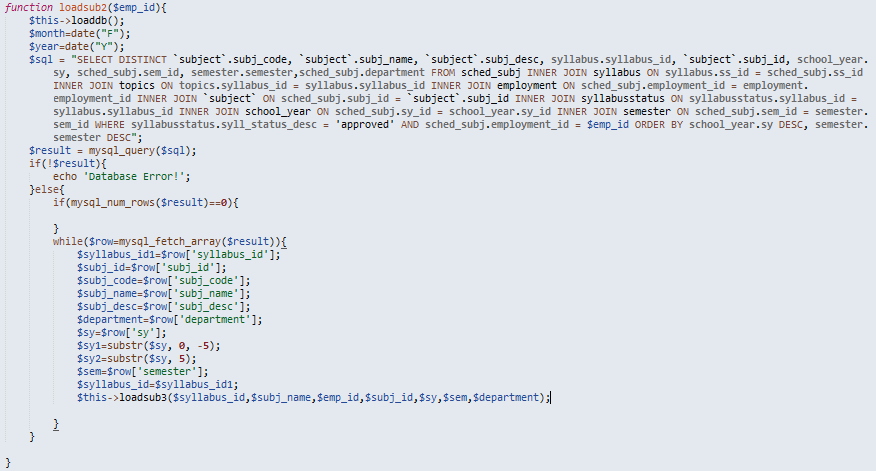 function loadsub2($emp_id){
$this->loaddb();
$month=date("F");
$year=date("Y");
$sql = "SELECT DISTINCT `subject`.subj_code, `subject`.subj_name, `subject`.subj_desc, syllabus.syllabus_id, `subject`.subj_id, school_year.
sy, sched_subj.sem_id, semester.semester,sched_subj.department FROM sched_subj INNER JOIN syllabus ON syllabus.ss_id = sched_subj.ss_id
INNER JOIN topics ON topics.syllabus_id = syllabus.syllabus_id INNER JOIN employment ON sched_subj.employment_id = employment.
employment_id INNER JOIN `subject` ON sched_subj.subj_id = `subject`.subj_id INNER JOIN syllabusstatus ON syllabusstatus.syllabus_id =
syllabus.syllabus_id INNER JOIN school_year ON sched_subj.sy_id = school_year.sy_id INNER JOIN semester ON sched_subj.sem_id = semester.
sem_id WHERE syllabusstatus.syll_status_desc = 'approved' AND sched_subj.employment_id = $emp_id ORDER BY school_year.sy DESC, semester.
semester DESC";
$result = mysql_query($sql);
if(!$result){
echo 'Database Error!';
}else{
if(mysql_num_rows($result)==0){
}
while($row=mysql_fetch_array($result)){
$syllabus_id1=$row['syllabus_id'];
$subj_id=$row['subj_id'];
$subj_code=$row['subj_code'];
$subj_name=$row['subj_name'];
$subj_desc=$row['subj_desc'];
$department=$row['department'];
$sy=$row['sy'];
$sy1=substr($sy, 0, -5);
$sy2=substr($sy, 5);
$sem=$row['semester'];
$syllabus_id=$syllabus_id1;
$this->loadsub3($syllabus_id,$subj_name,$emp_id,$subj_id,$sy,$sem,$department);
}
}
}